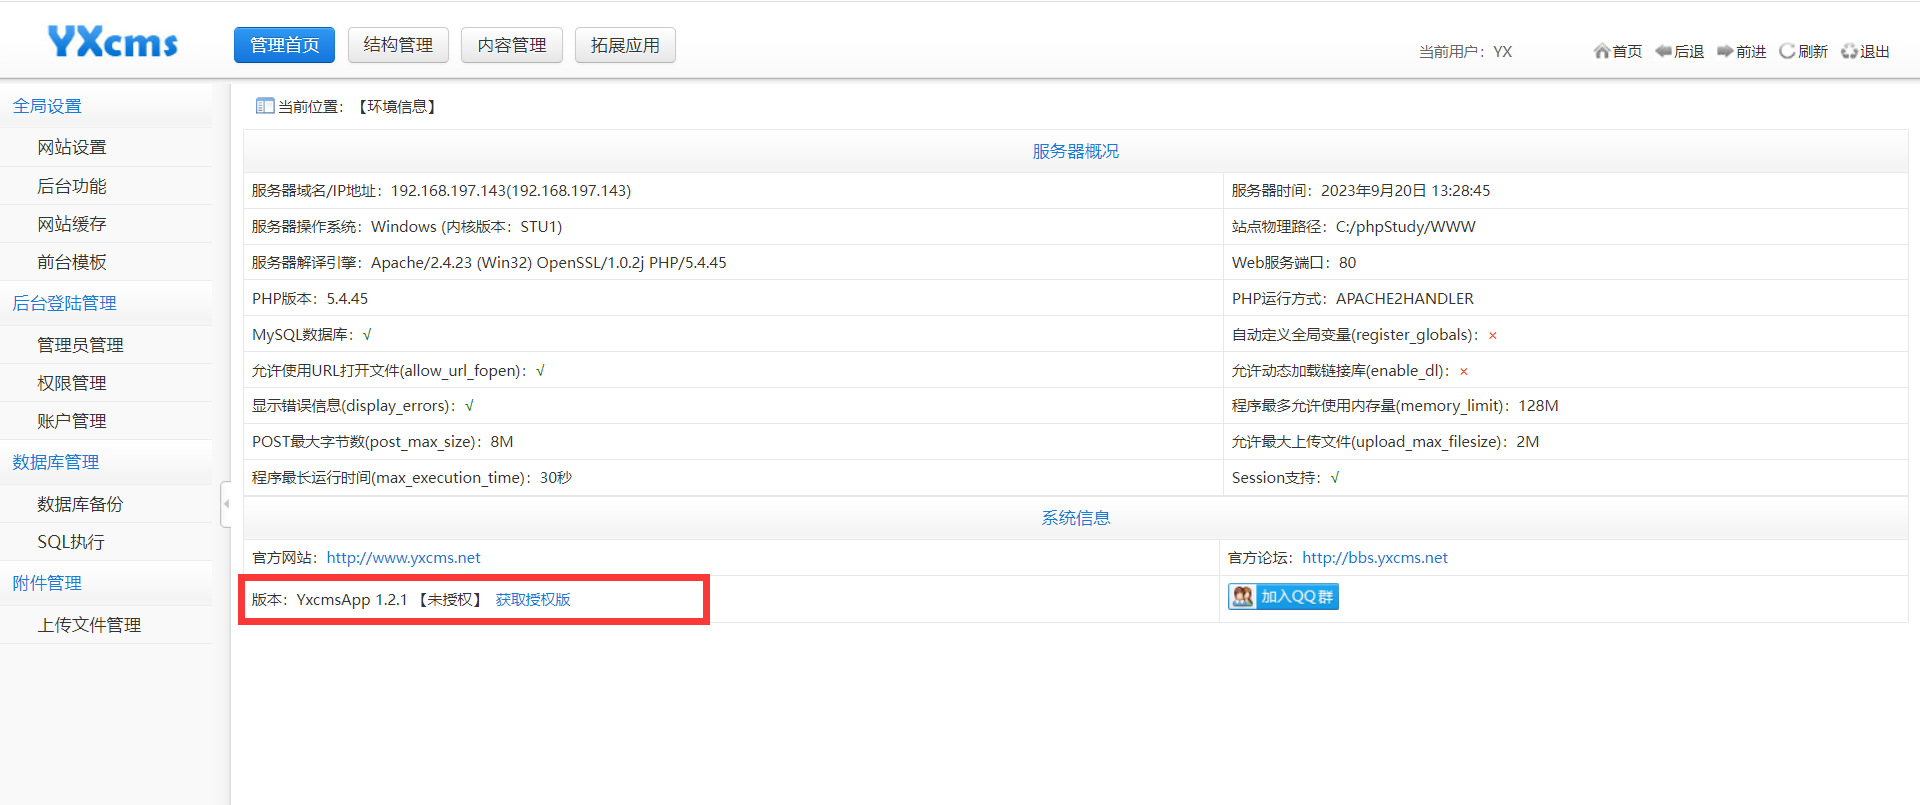 YXcms
管理首页 结构管理 内容管理 拓展应用
当前用户：YX 首页 后退 前进 刷新 退出
全局设置
网站设置
后台功能
网站缓存
前台模板
后台登陆管理
管理员管理
权限管理
账户管理
数据库管理
数据库备份
SQL执行
附件管理
上传文件管理
当前位置：【环境信息】
服务器概况
服务器域名/IP地址：192.168.197.143(192.168.197.143) 服务器时间：2023年9月20日 13:28:45
服务器操作系统：Windows (内核版本：STU1) 站点物理路径：C:/phpStudy/WWW
服务器解译引擎：Apache/2.4.23 (Win32) OpenSSL/1.0.2j PHP/5.4.45 Web服务端口：80
PHP版本：5.4.45 PHP运行方式：APACHE2HANDLER
MySQL数据库：√ 自动定义全局变量(register_globals)：×
允许使用URL打开文件(allow_url_fopen)：√ 允许动态加载链接库(enable_dl)：×
显示错误信息(display_errors)：√ 程序最多允许使用内存量(memory_limit)：128M
POST最大字节数(post_max_size)：8M 允许最大上传文件(upload_max_filesize)：2M
程序最长运行时间(max_execution_time)：30秒 Session支持：√
系统信息
官方网站：http://www.yxcms.net 官方论坛：http://bbs.yxcms.net
版本：YxcmsApp 1.2.1 【未授权】 获取授权版 加入QQ群